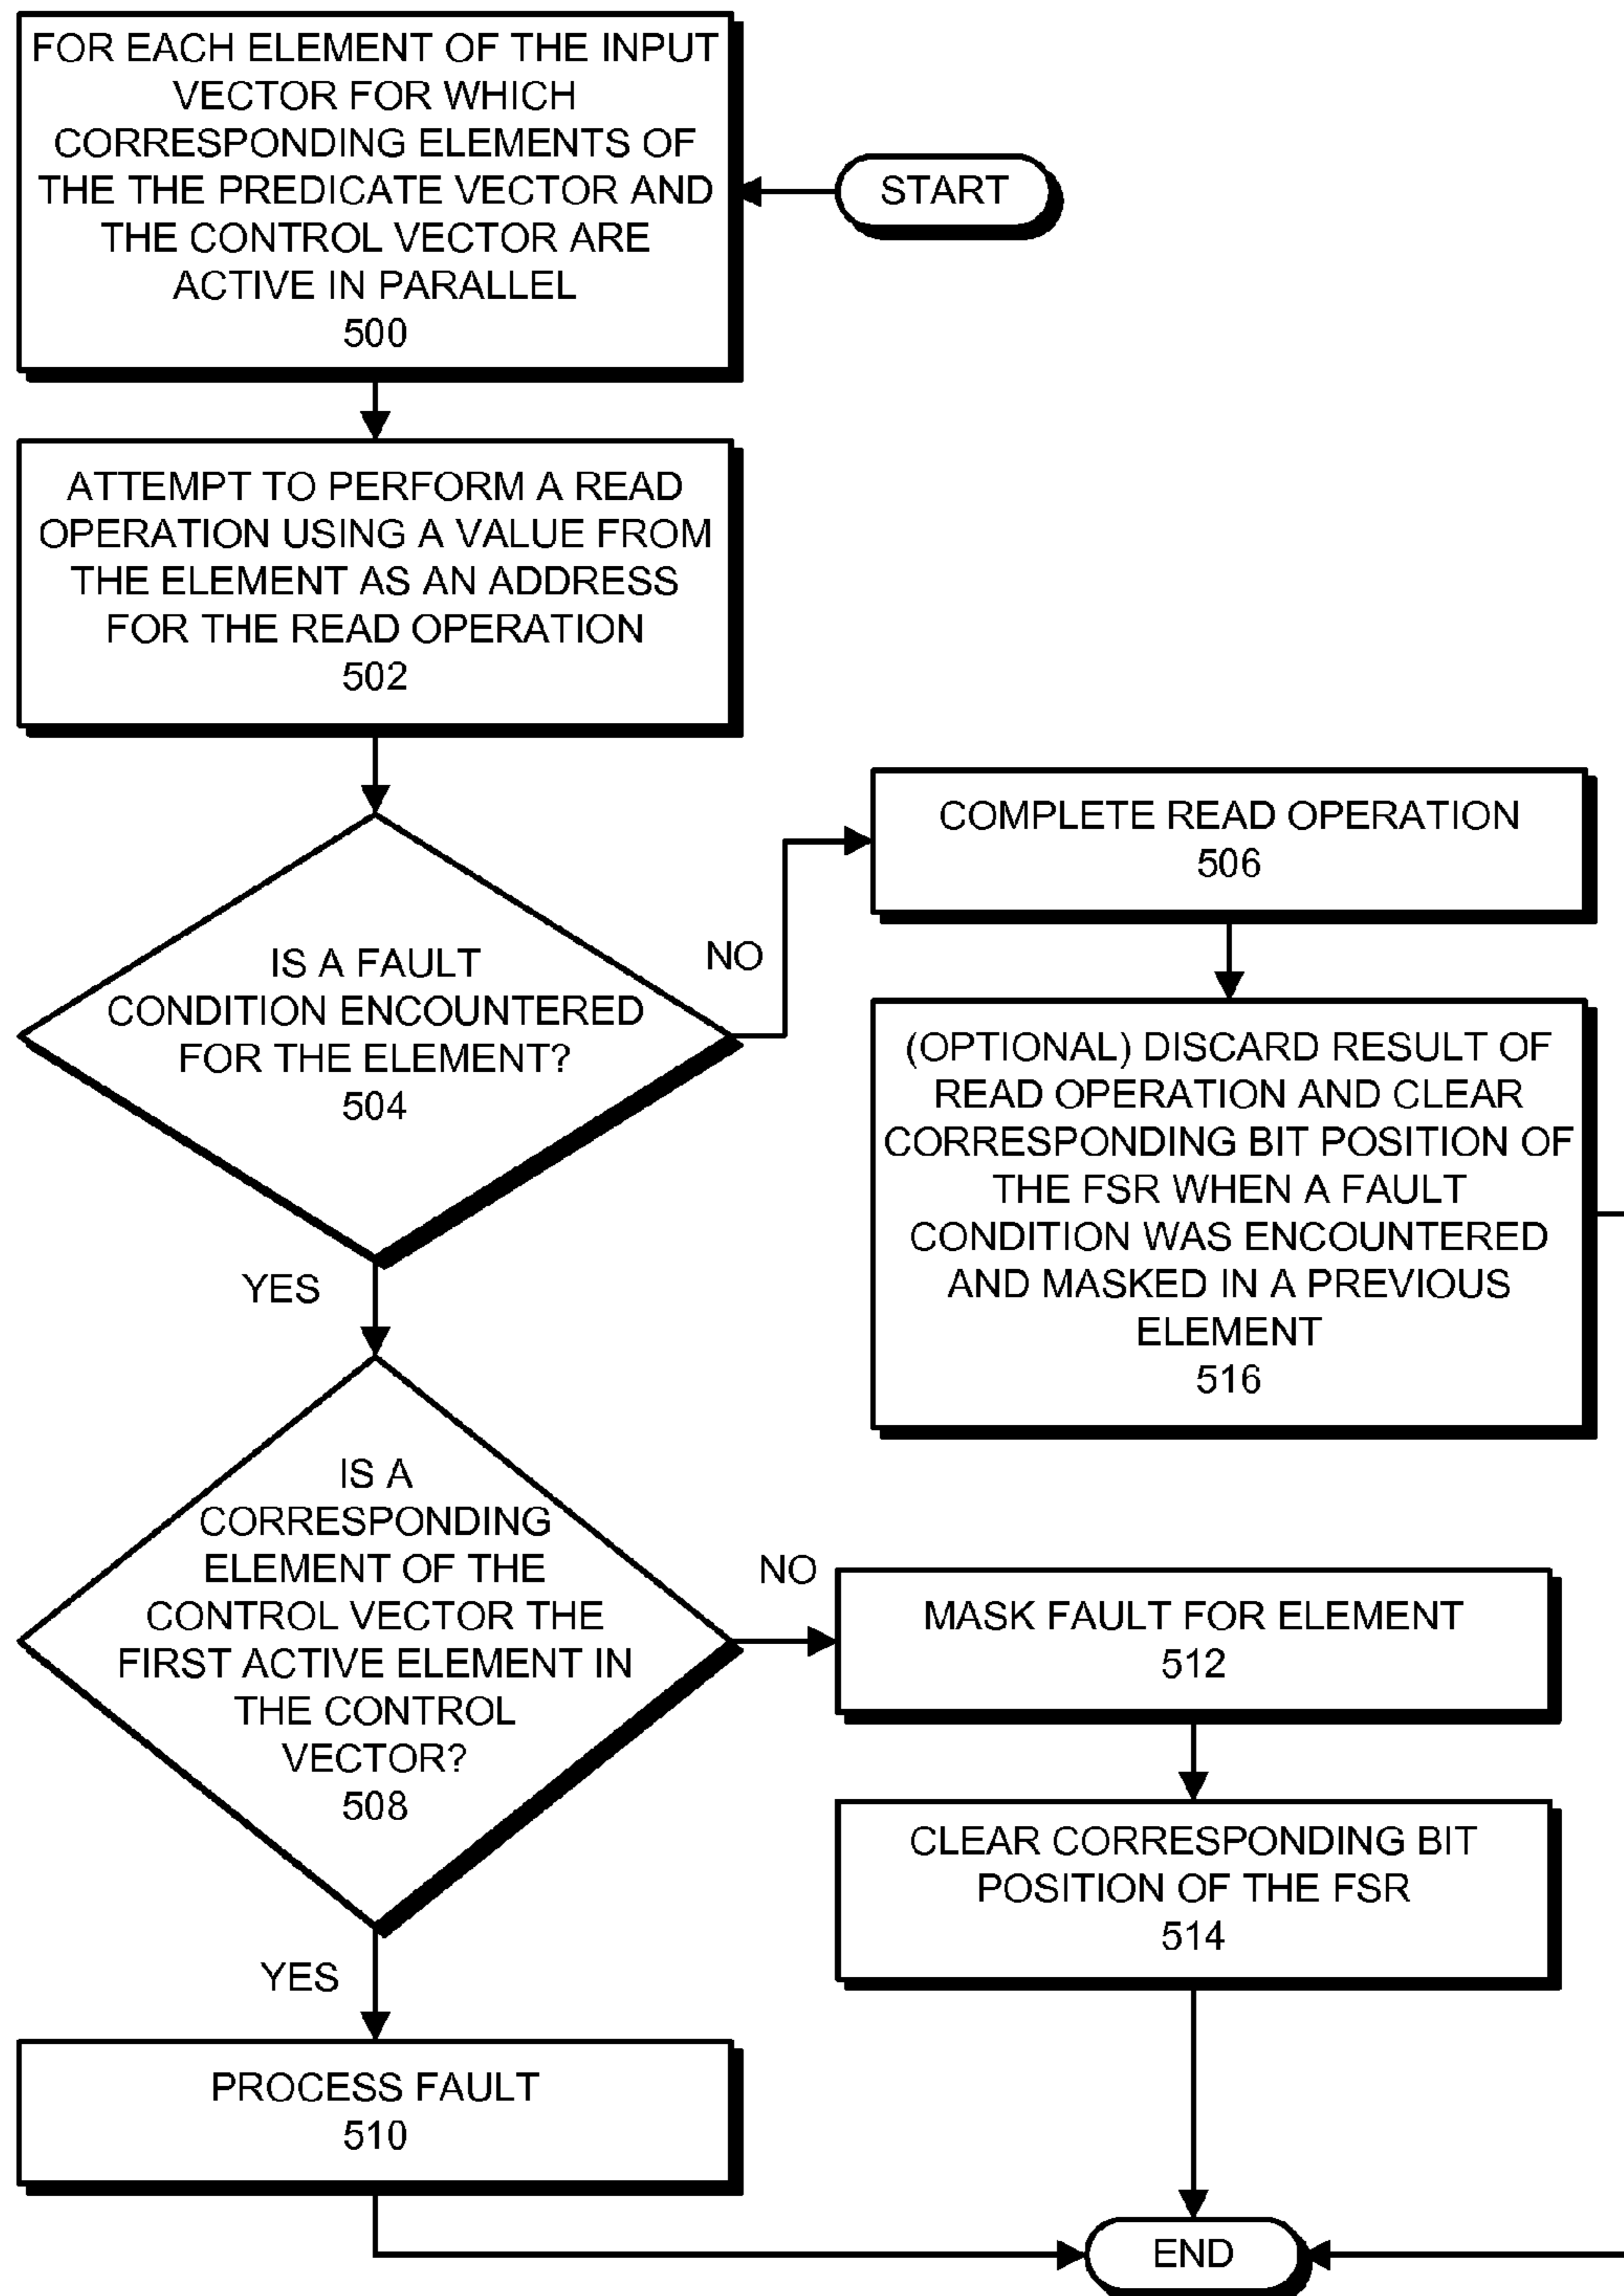 FOR EACH ELEMENT OF THE INPUT
VECTOR FOR WHICH
CORRESPONDING ELEMENTS OF
THE THE PREDICATE VECTOR AND
THE CONTROL VECTOR ARE
ACTIVE IN PARALLEL
500
START
ATTEMPT TO PERFORM A READ
OPERATION USING A VALUE FROM
THE ELEMENT AS AN ADDRESS
FOR THE READ OPERATION
502
IS A FAULT
CONDITION ENCOUNTERED
FOR THE ELEMENT?
504
NO
COMPLETE READ OPERATION
506
(OPTIONAL) DISCARD RESULT OF
READ OPERATION AND CLEAR
CORRESPONDING BIT POSITION OF
THE FSR WHEN A FAULT
CONDITION WAS ENCOUNTERED
AND MASKED IN A PREVIOUS
ELEMENT
516
YES
IS A
CORRESPONDING
ELEMENT OF THE
CONTROL VECTOR THE
FIRST ACTIVE ELEMENT IN
THE CONTROL
VECTOR?
508
NO
MASK FAULT FOR ELEMENT
512
CLEAR CORRESPONDING BIT
POSITION OF THE FSR
514
YES
PROCESS FAULT
510
END